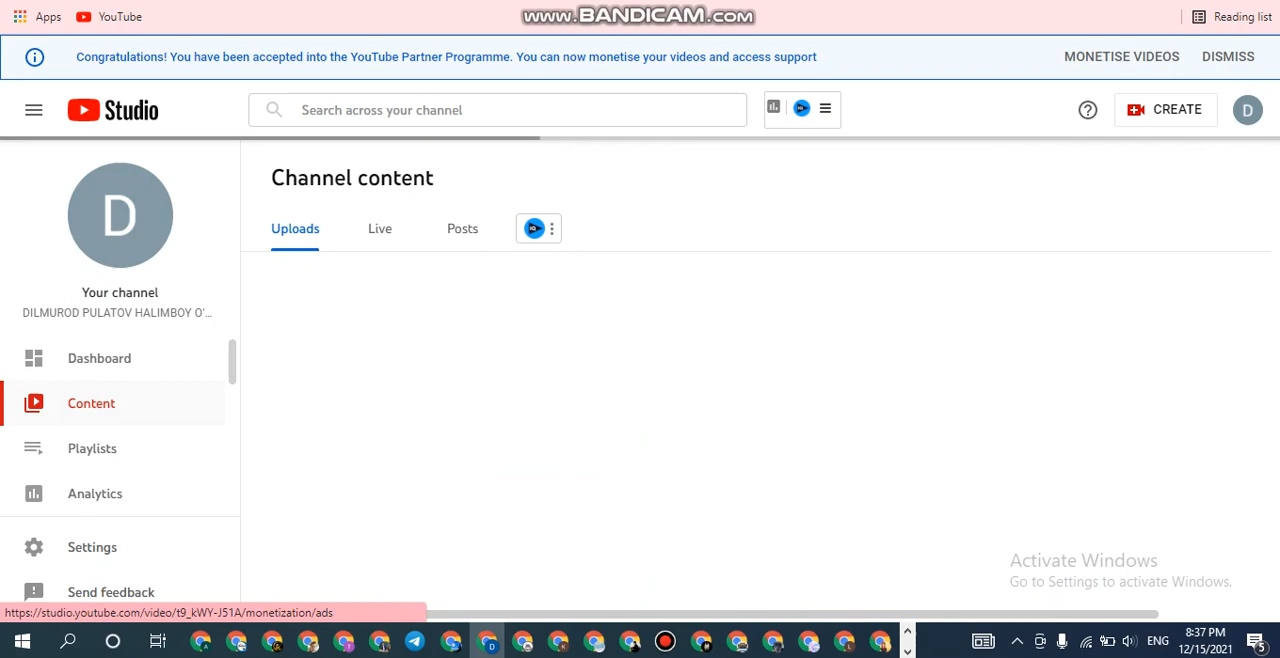 Apps YouTube www.BANDICAM.com Reading list
Congratulations! You have been accepted into the YouTube Partner Programme. You can now monetise your videos and access support MONETISE VIDEOS DISMISS
Studio Search across your channel CREATE D
D
Channel content
Uploads Live Posts
Your channel
DILMUROD PULATOV HALIMBOY O'...
Dashboard
Content
Playlists
Analytics
Settings
Send feedback
Activate Windows
Go to Settings to activate Windows.
https://studio.youtube.com/video/t9_kWY-J51A/monetization/ads
ENG 8:37 PM
12/15/2021 5